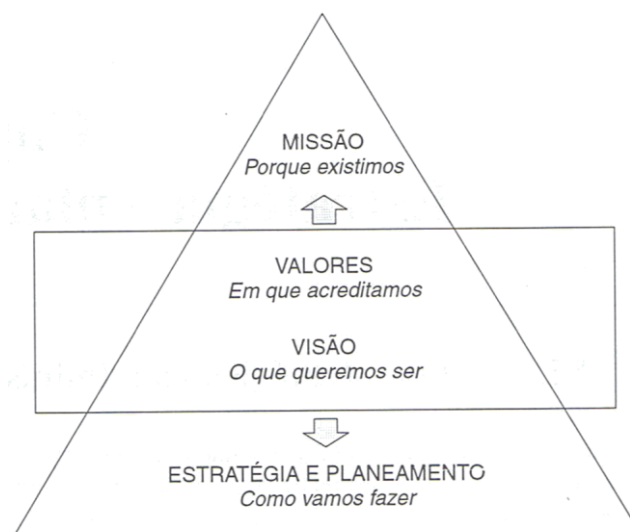 MISSÃO
Porque existimos
VALORES
Em que acreditamos
VISÃO
O que queremos ser
ESTRATÉGIA E PLANEAMENTO
Como vamos fazer